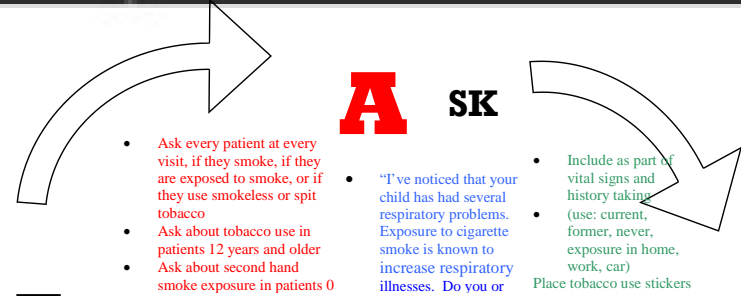 A SK
• Ask every patient at every
visit, if they smoke, if they
are exposed to smoke, or if
they use smokeless or spit
tobacco
• Ask about tobacco use in
patients 12 years and older
• Ask about second hand
smoke exposure in patients 0
• “I’ve noticed that your
child has had several
respiratory problems.
Exposure to cigarette
smoke is known to
increase respiratory
illnesses. Do you or
• Include as part of
vital signs and
history taking
• (use: current,
former, never,
exposure in home,
work, car)
Place tobacco use stickers